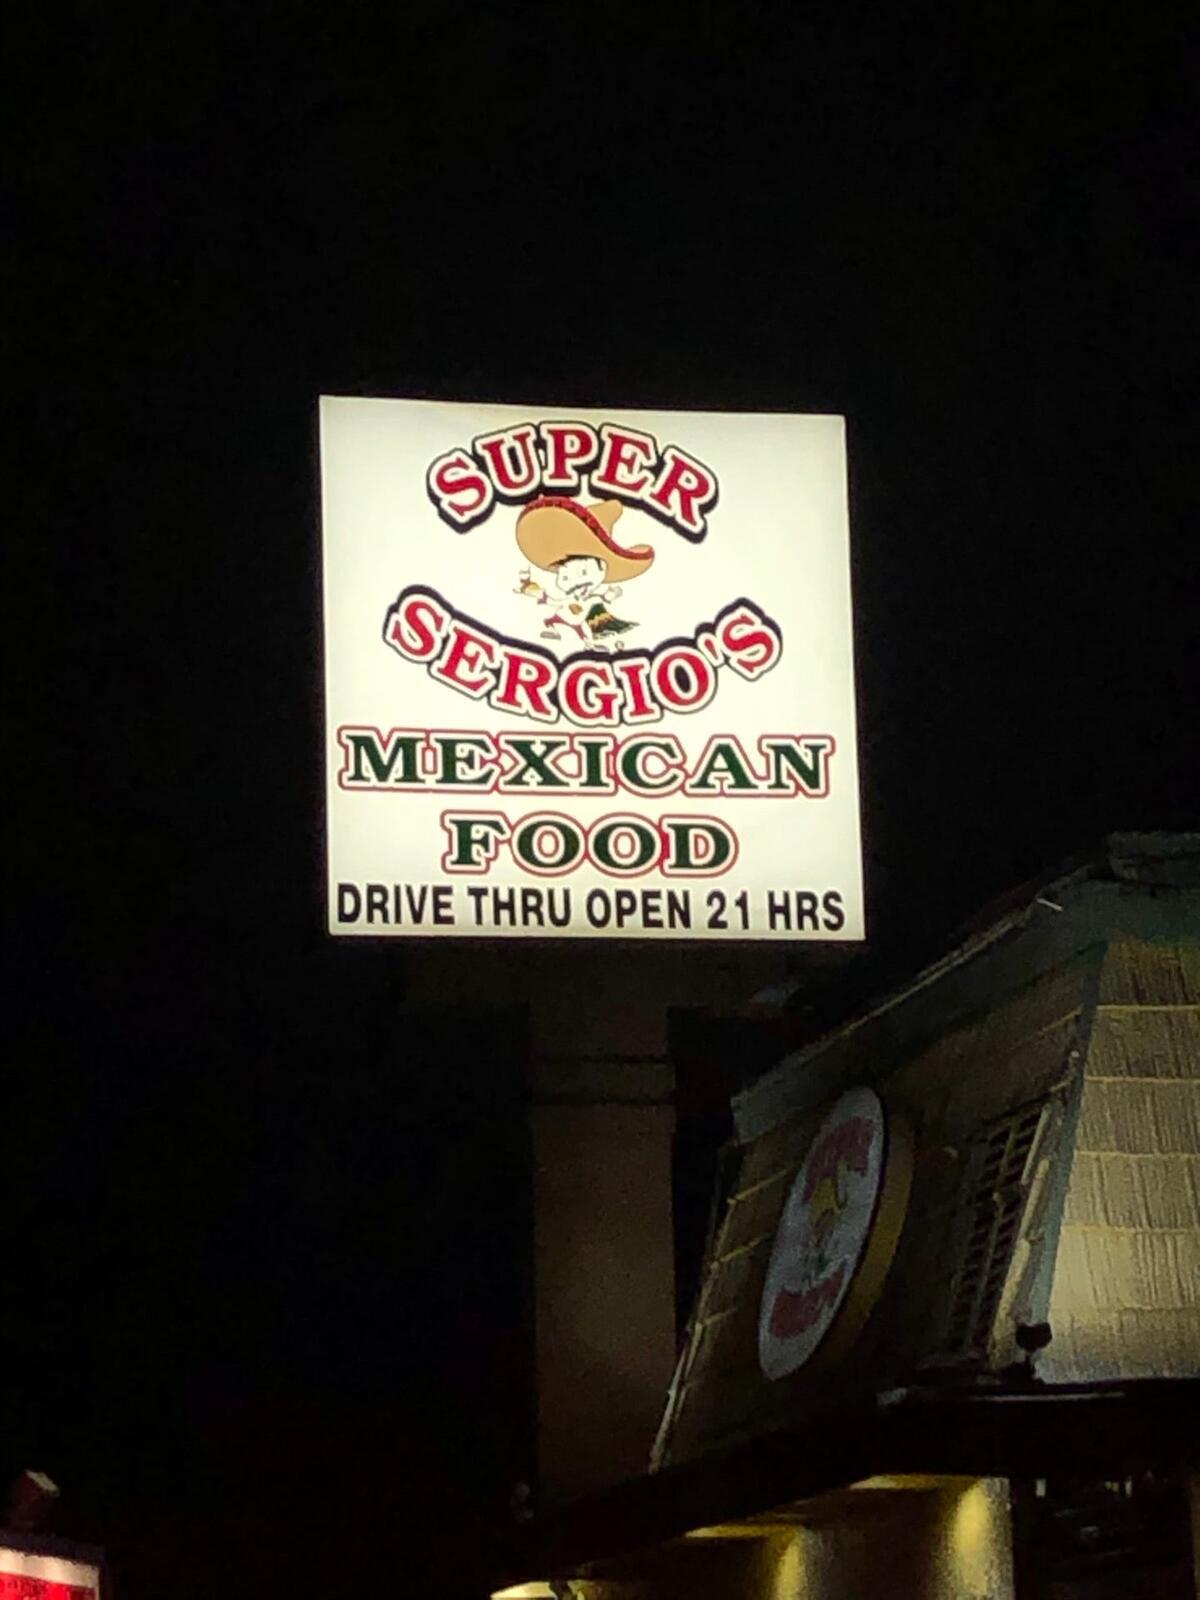 SUPER
SERGIO'S
MEXICAN
FOOD
DRIVE THRU OPEN 21 HRS